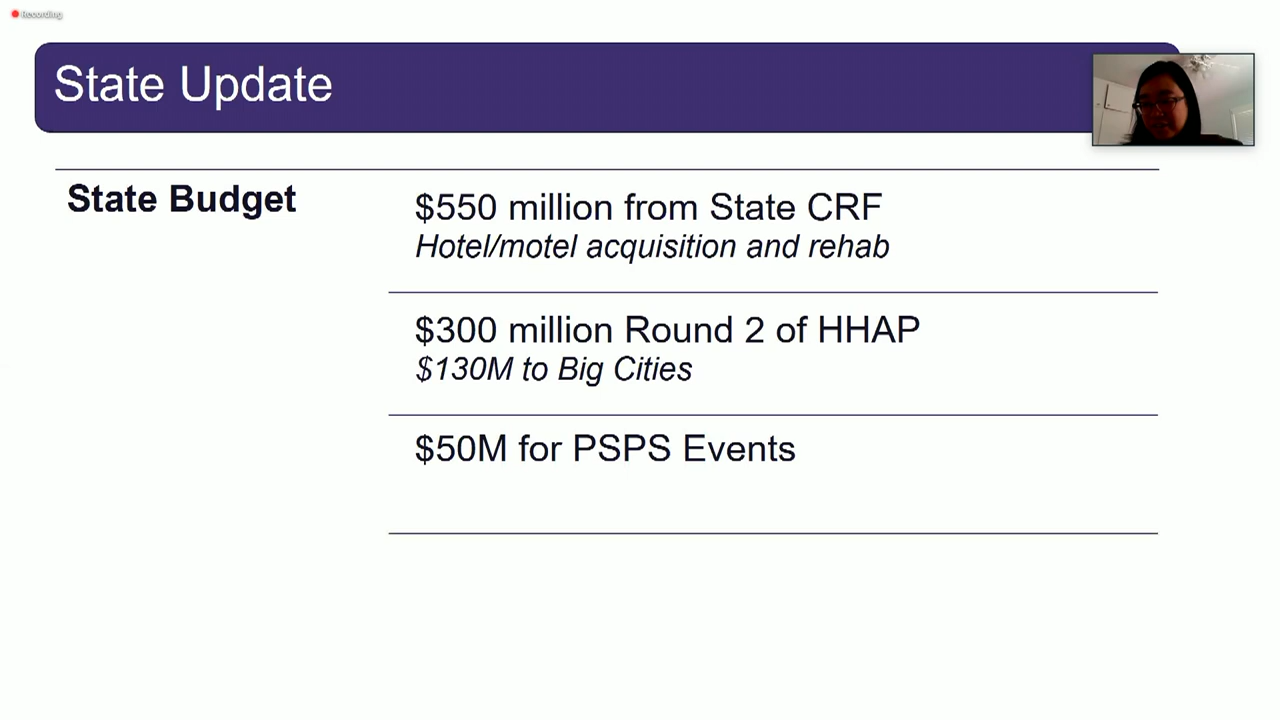 Recording
State Update
State Budget
$550 million from State CRF
Hotel/motel acquisition and rehab
$300 million Round 2 of HHAP
$130M to Big Cities
$50M for PSPS Events